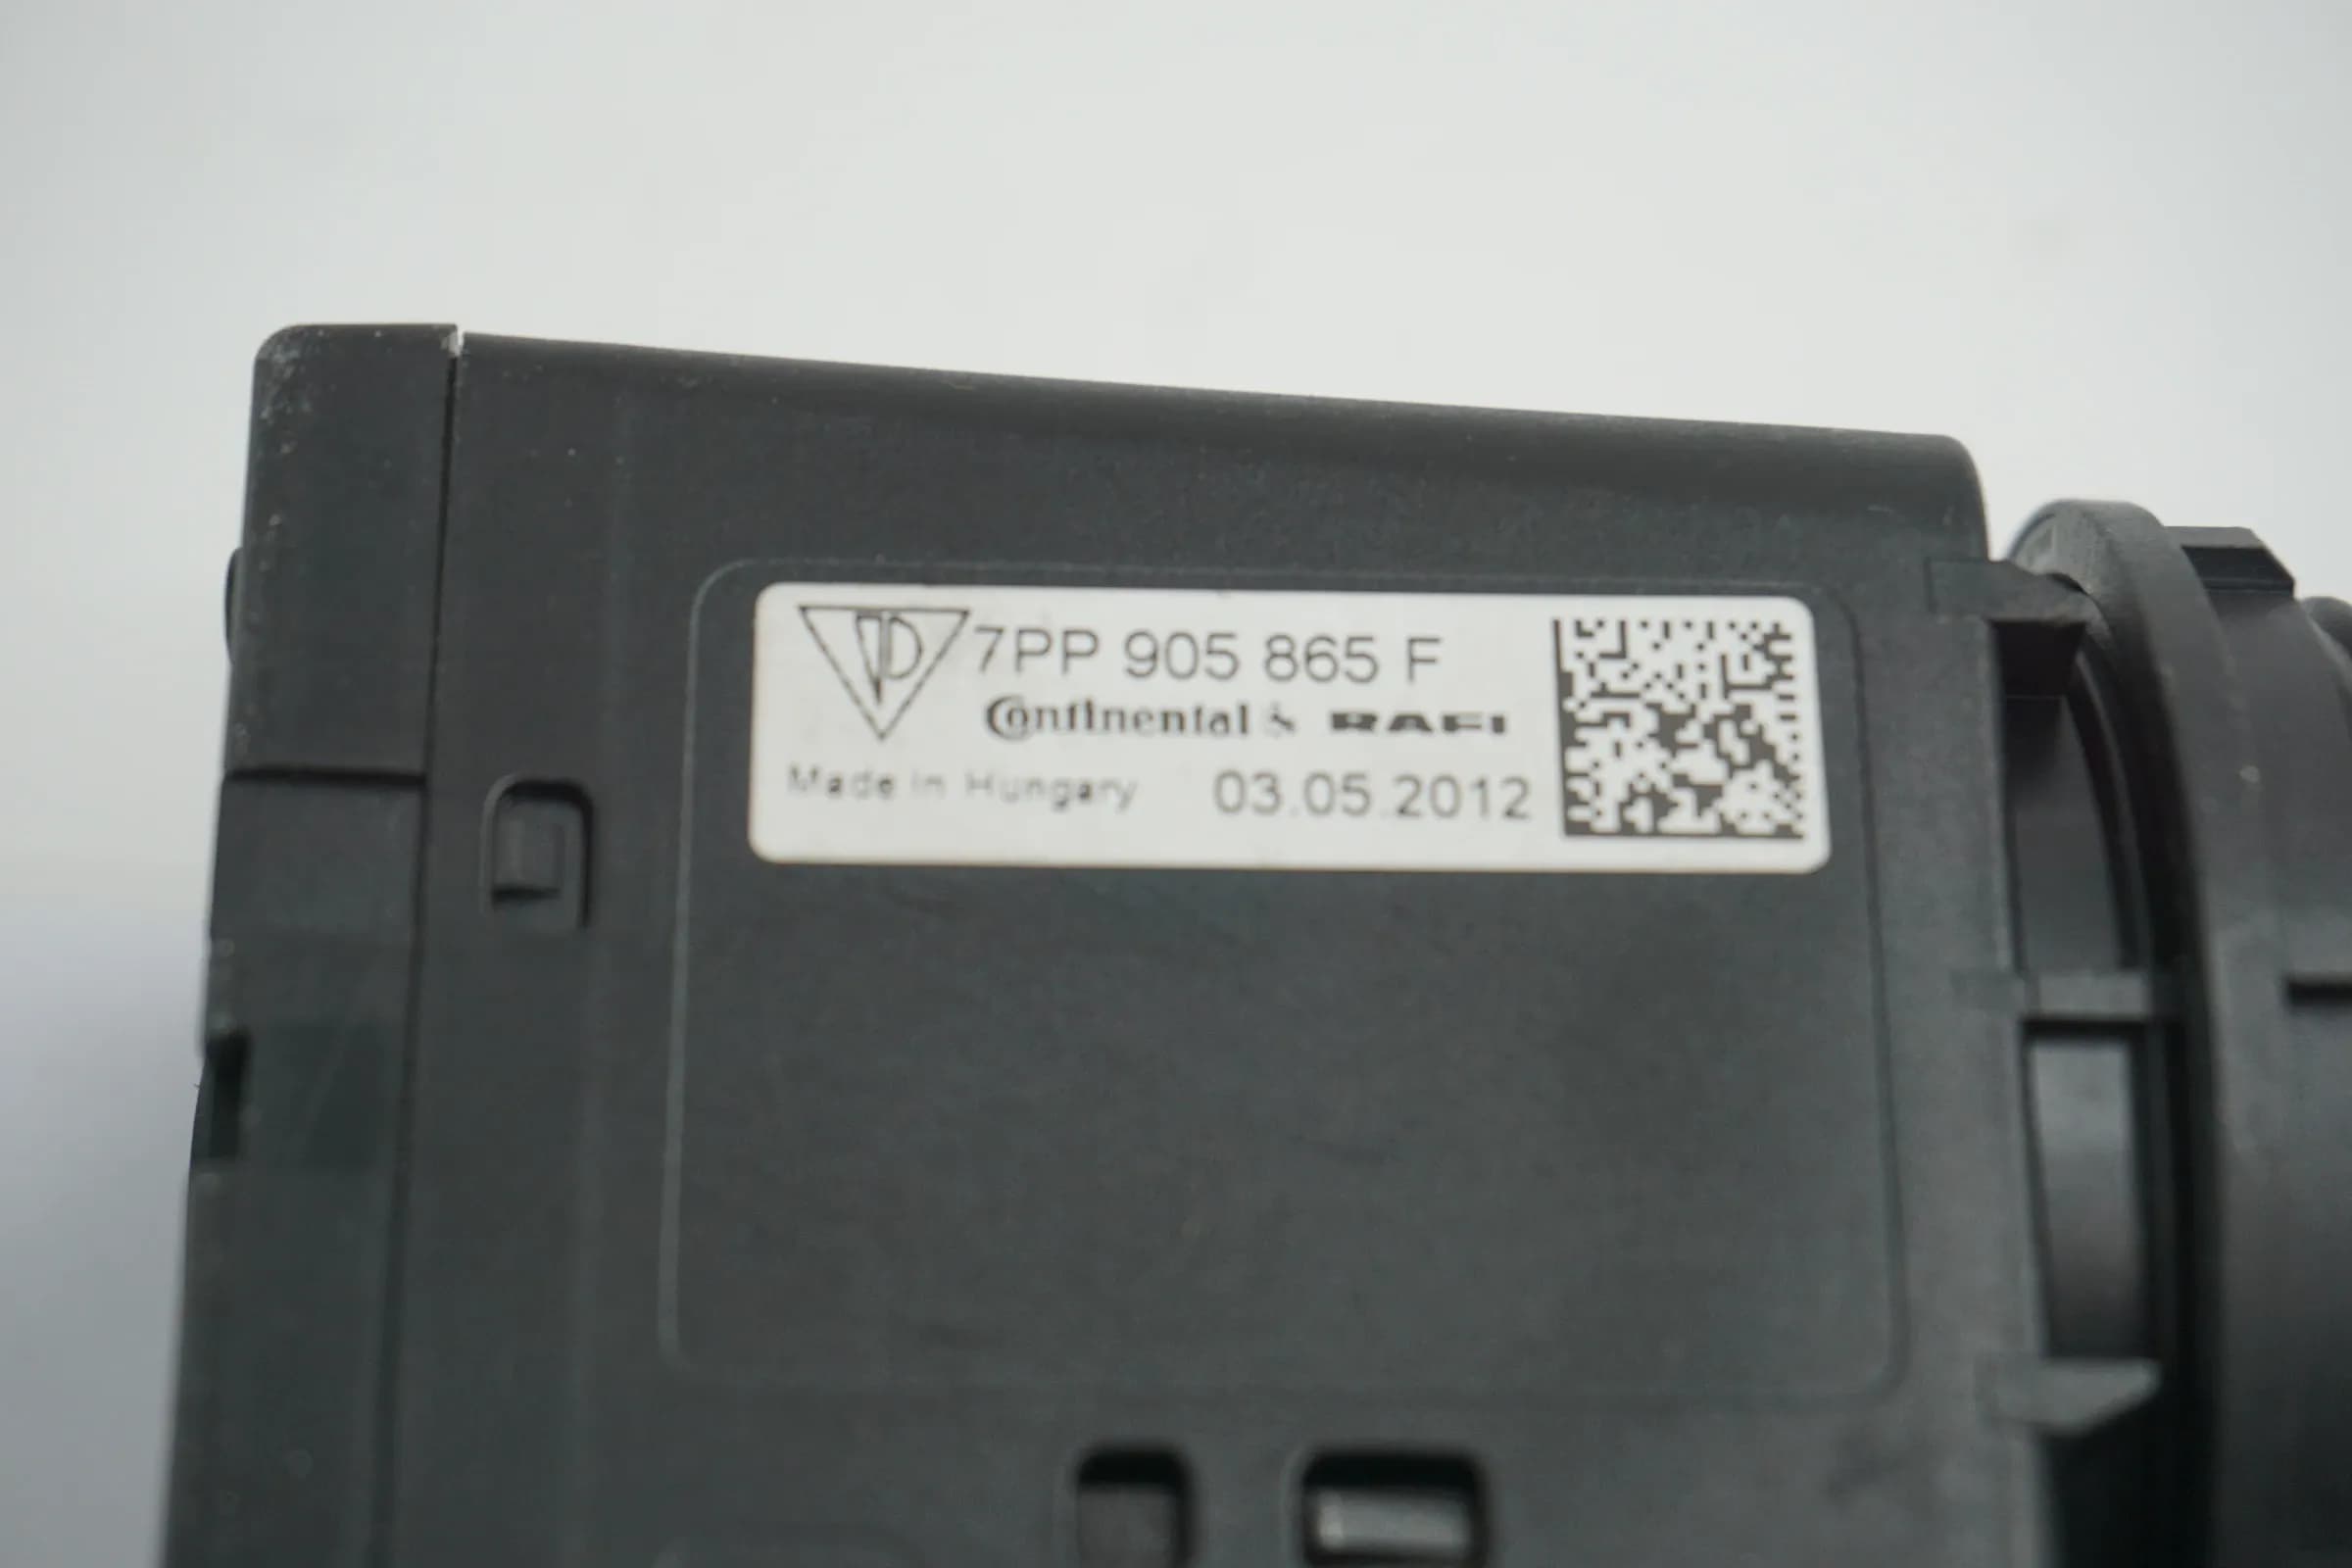 7PP 905 865 F
Continental & RAFI
Made in Hungary 03.05.2012